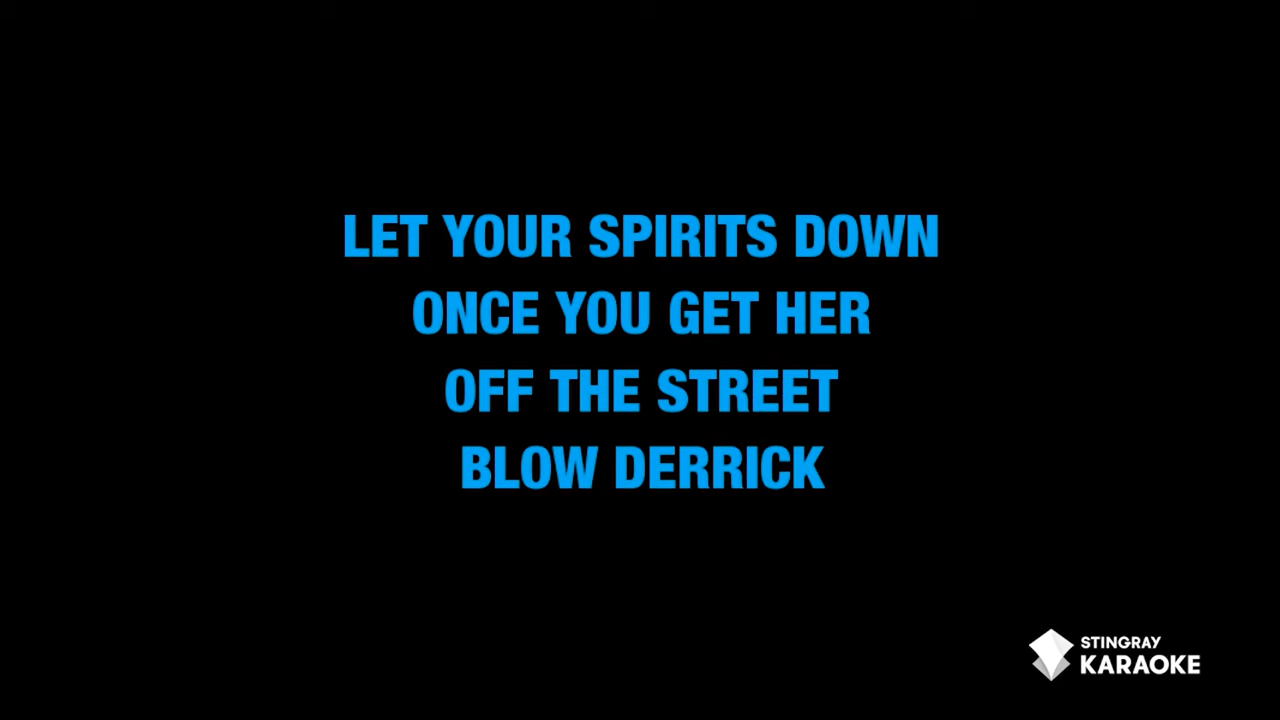 LET YOUR SPIRITS DOWN
ONCE YOU GET HER
OFF THE STREET
BLOW DERRICK
STINGRAY
KARAOKE